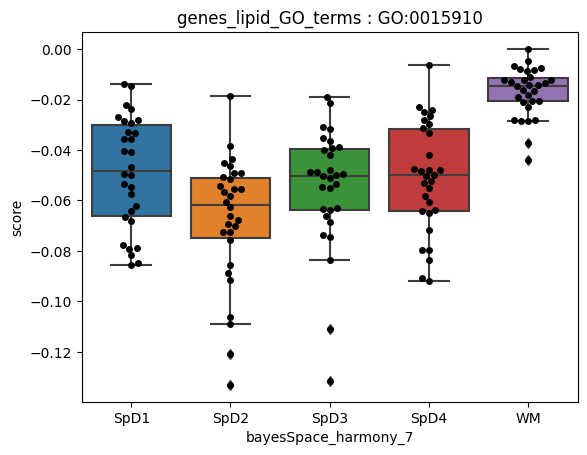 genes_lipid_GO_terms : GO:0015910
0.00
−0.02
−0.04
−0.06
−0.08
−0.10
−0.12
score
SpD1 SpD2 SpD3 SpD4 WM
bayesSpace_harmony_7